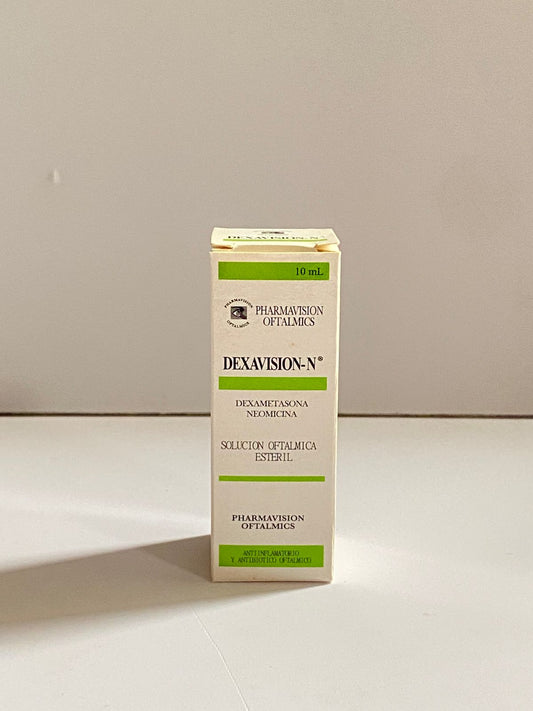 DEXAVISION-N
10 mL
PHARMAVISION
OFTALMICS
PHARMAVISION
OFTALMICS
DEXAVISION-N®
DEXAMETASONA
NEOMICINA
SOLUCION OFTALMICA
ESTERIL
PHARMAVISION
OFTALMICS
ANTIINFLAMATORIO
Y ANTIBIOTICO OFTALMICO